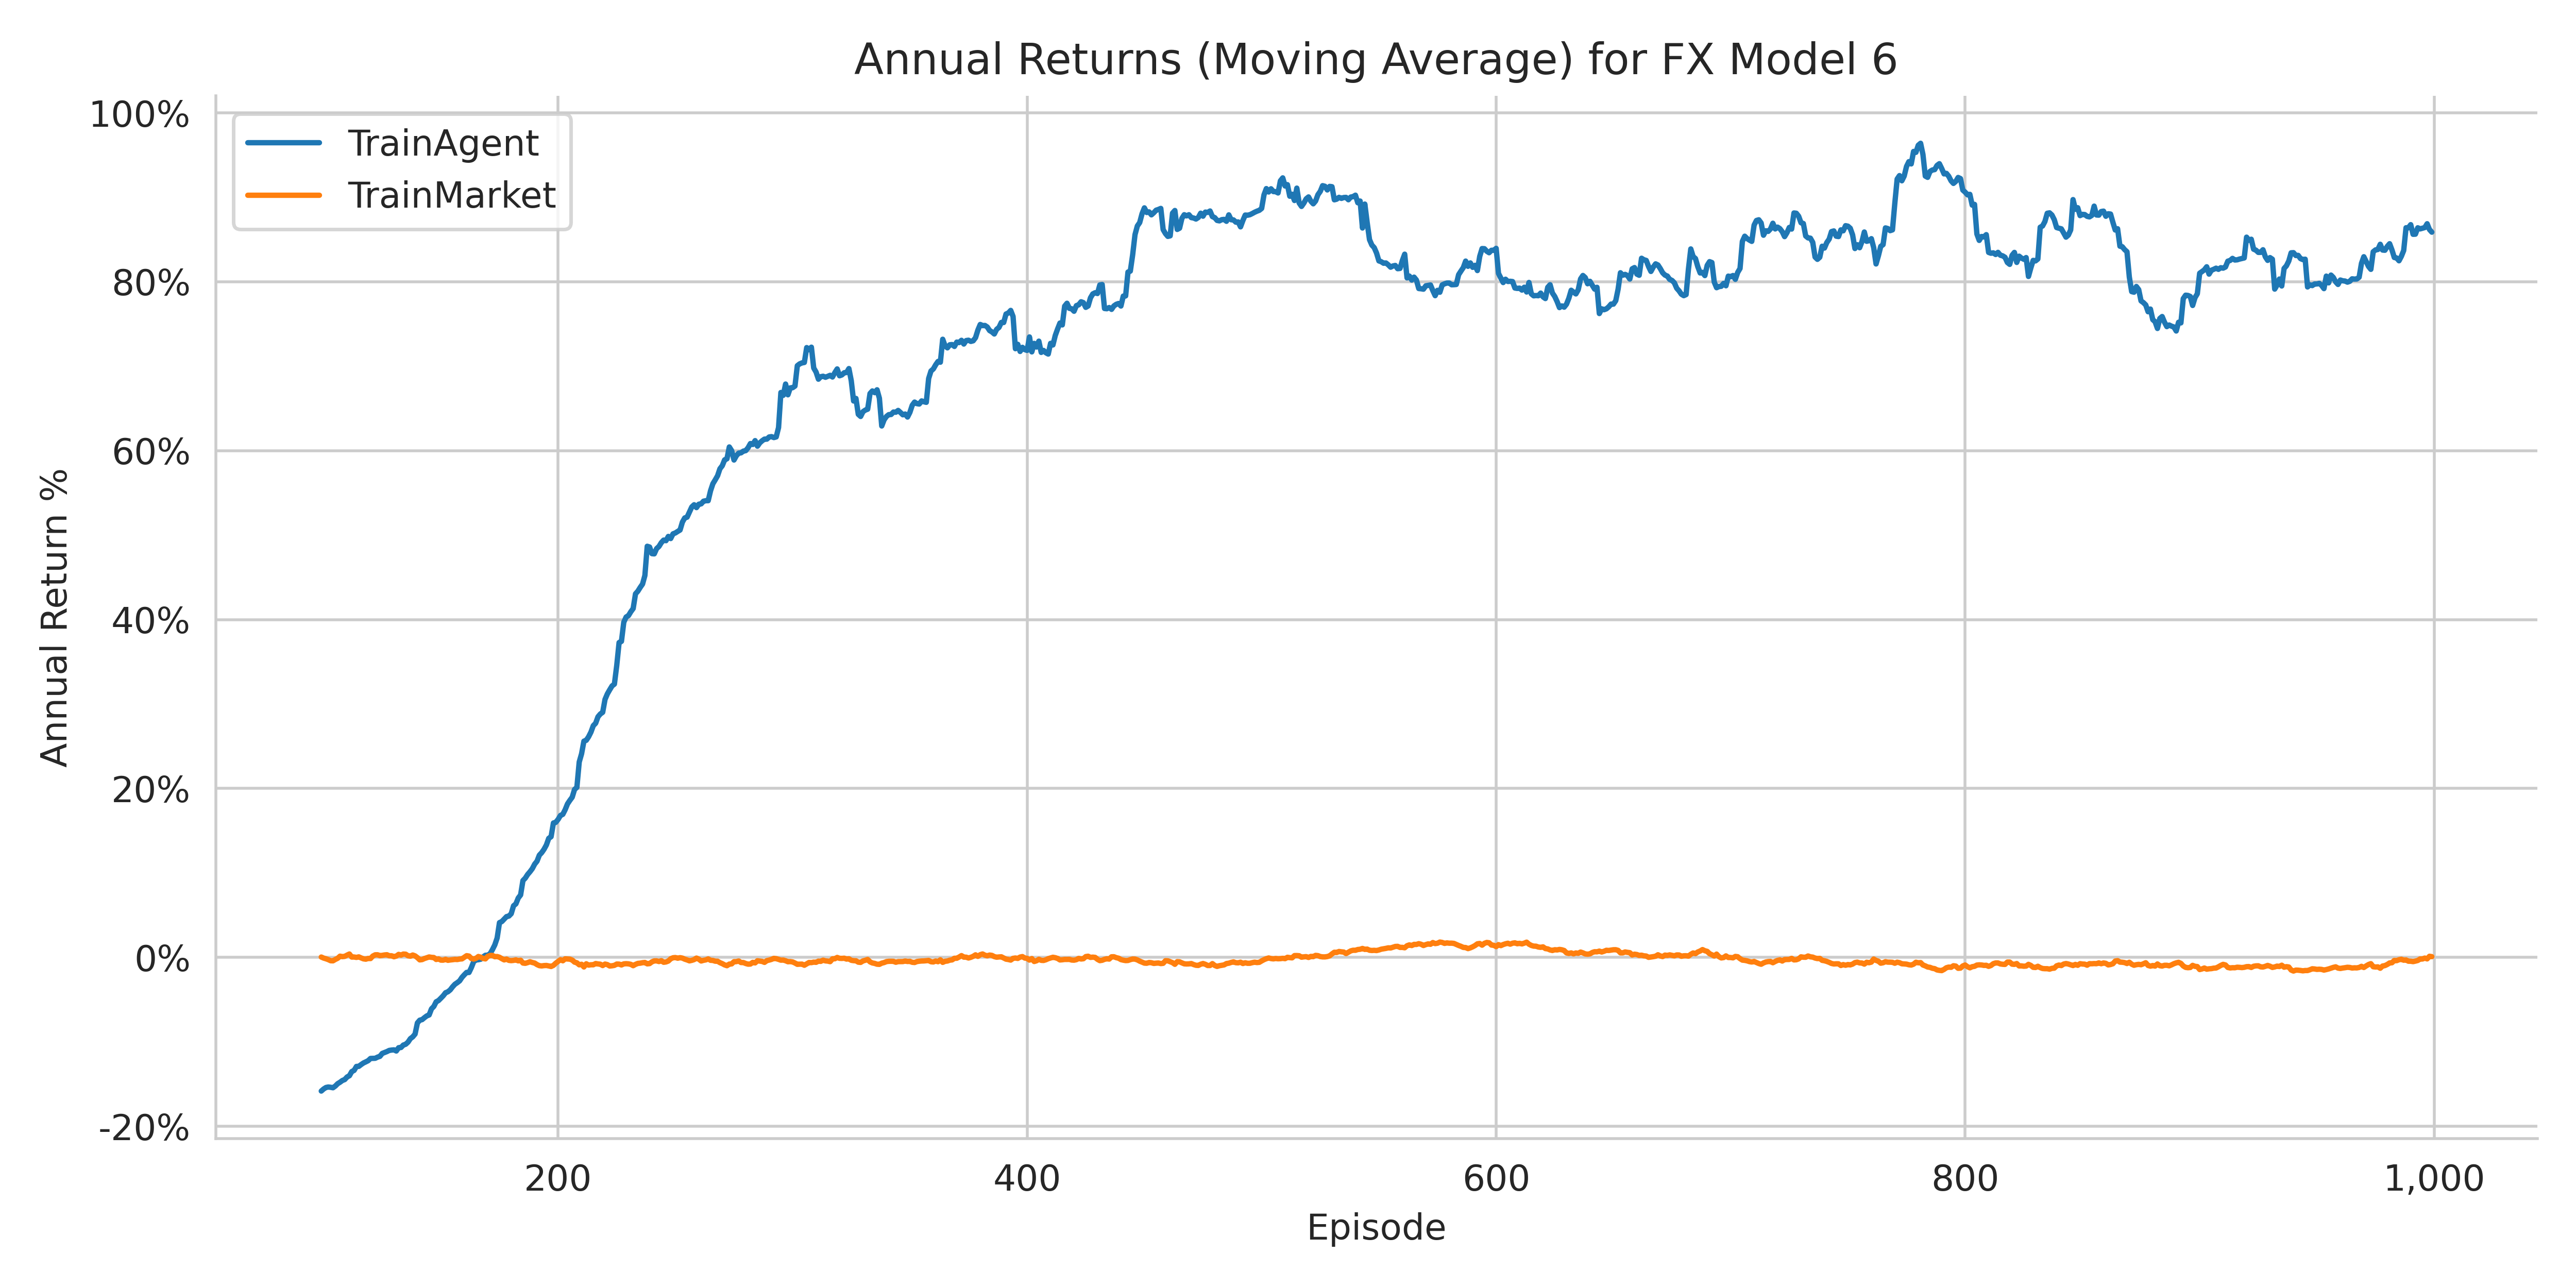 Annual Returns (Moving Average) for FX Model 6
100%
80%
60%
40%
20%
0%
-20%
Annual Return %
TrainAgent
TrainMarket
200 400 600 800 1,000
Episode